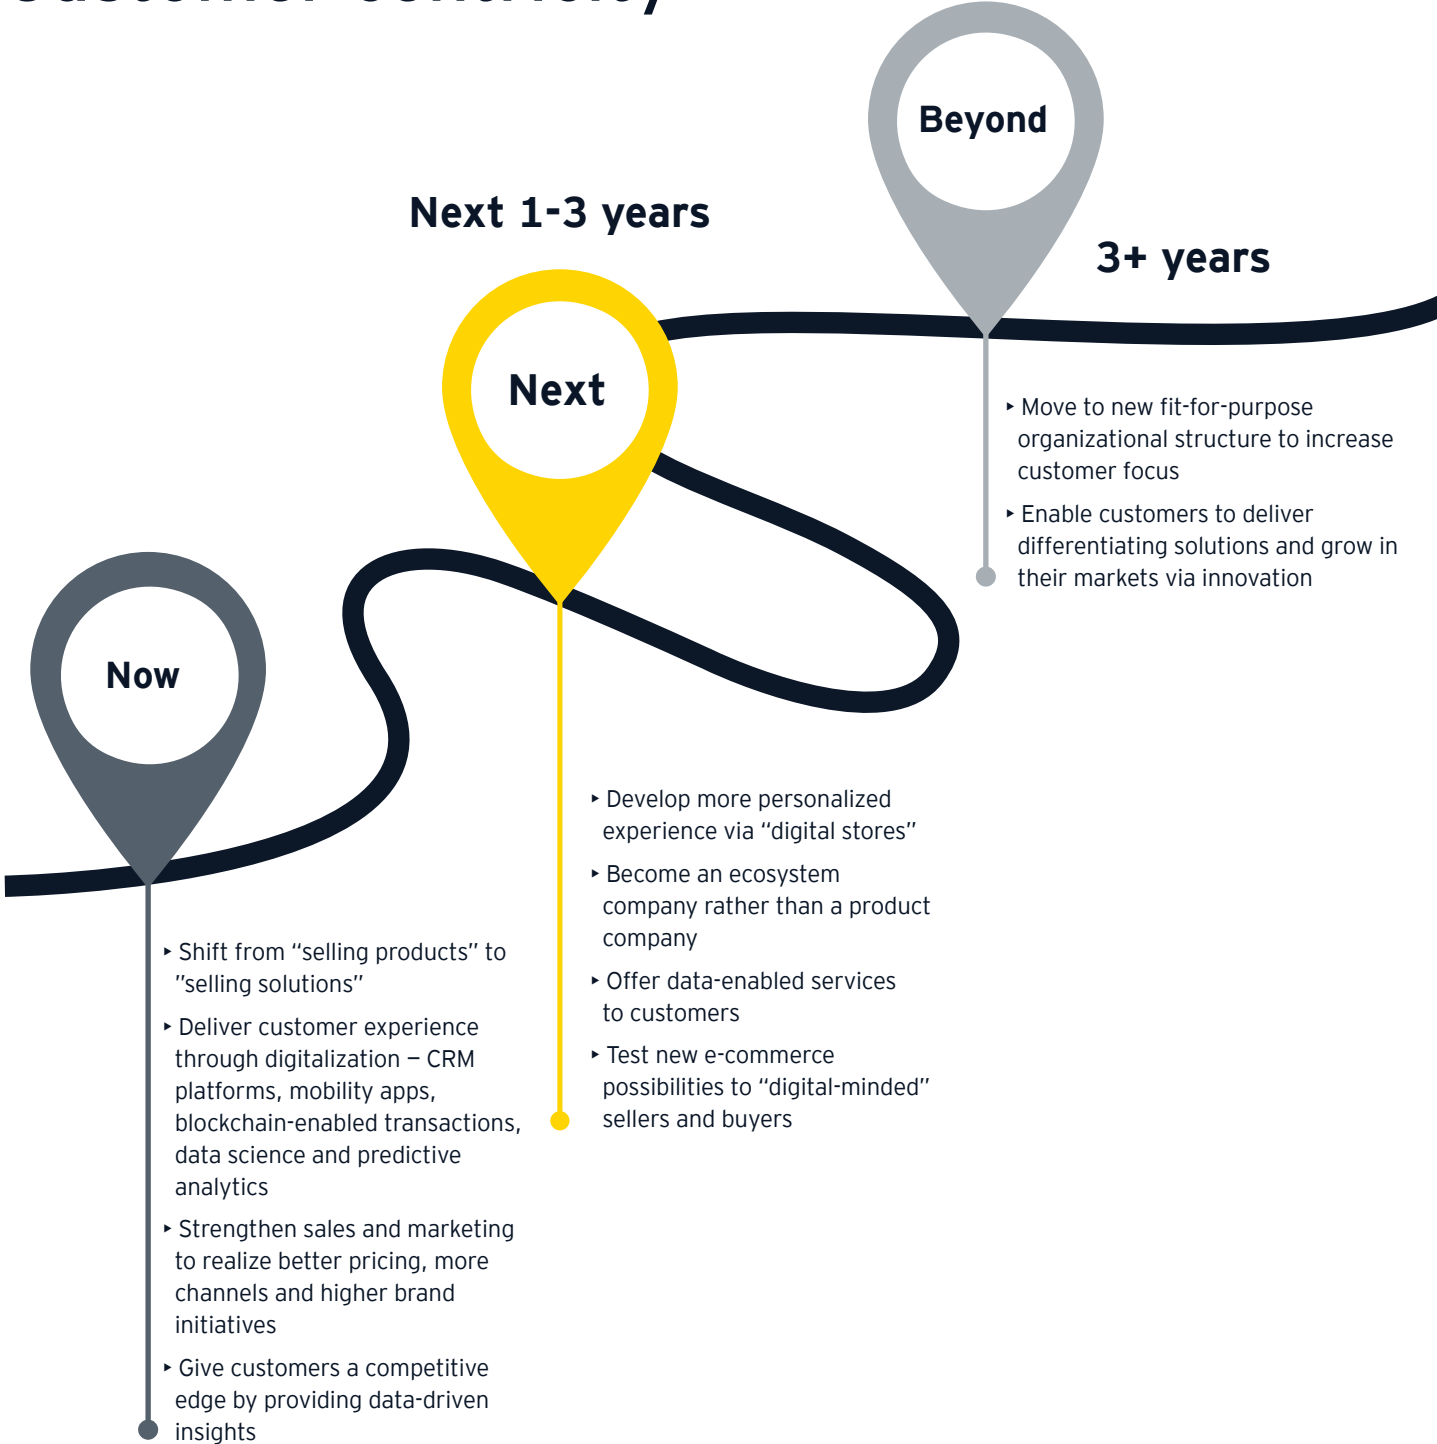 Customer centricity
Beyond
Next 1-3 years
3+ years
Next
‣ Move to new fit-for-purpose
organizational structure to increase
customer focus
‣ Enable customers to deliver
differentiating solutions and grow in
their markets via innovation
Now
‣ Develop more personalized
experience via “digital stores”
‣ Become an ecosystem
company rather than a product
company
‣ Offer data-enabled services
to customers
‣ Test new e-commerce
possibilities to “digital-minded”
sellers and buyers
‣ Shift from “selling products” to
”selling solutions”
‣ Deliver customer experience
through digitalization — CRM
platforms, mobility apps,
blockchain-enabled transactions,
data science and predictive
analytics
‣ Strengthen sales and marketing
to realize better pricing, more
channels and higher brand
initiatives
‣ Give customers a competitive
edge by providing data-driven
insights